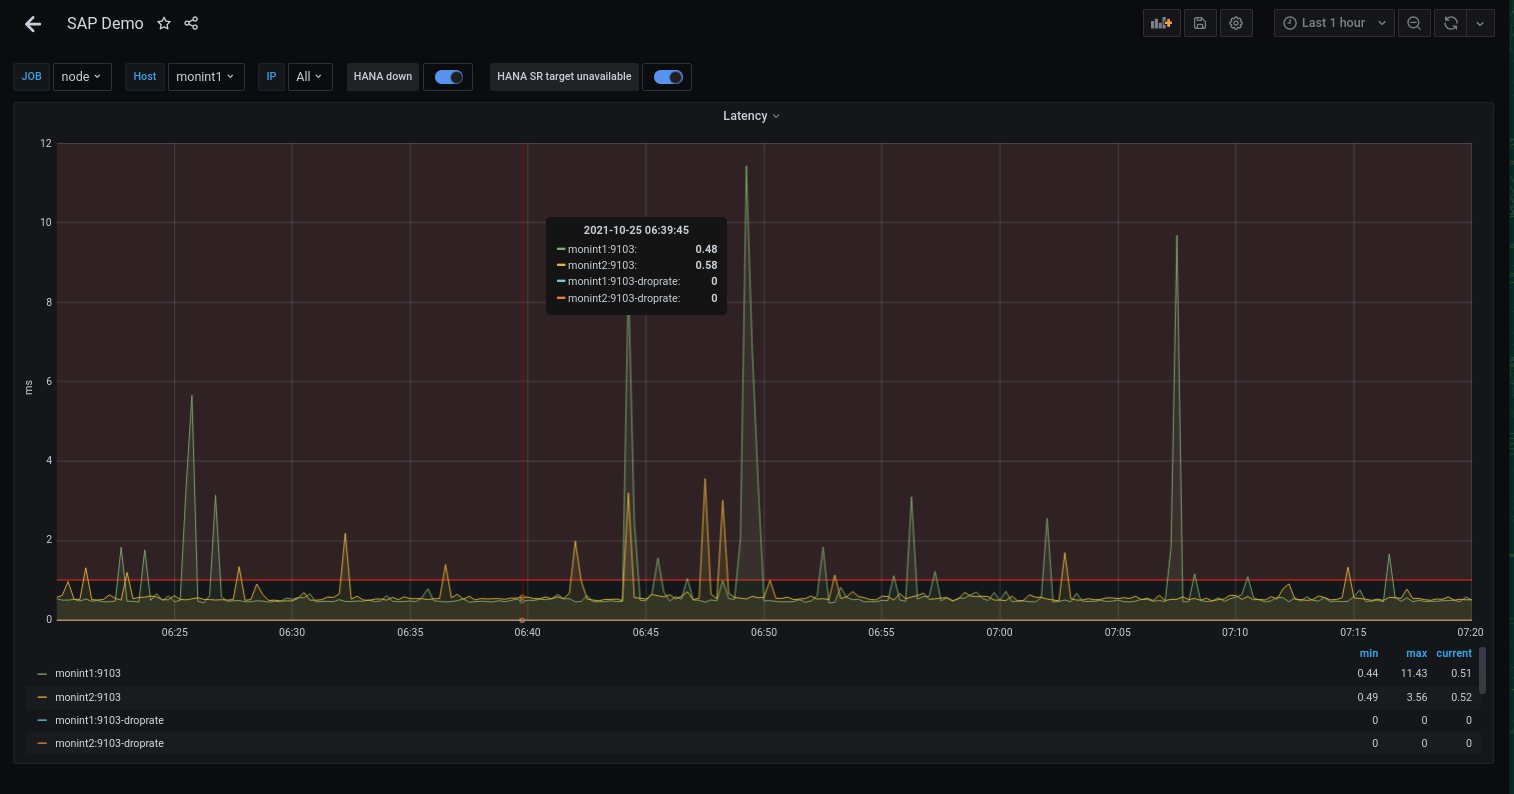 SAP Demo
Last 1 hour
JOB node Host monint1 IP All HANA down HANA SR target unavailable
Latency
12
10
8
6
4
2
0
ms
2021-10-25 06:39:45
monint1:9103: 0.48
monint2:9103: 0.58
monint1:9103-droprate: 0
monint2:9103-droprate: 0
06:25 06:30 06:35 06:40 06:45 06:50 06:55 07:00 07:05 07:10 07:15 07:20
min max current
monint1:9103 0.44 11.43 0.51
monint2:9103 0.49 3.56 0.52
monint1:9103-droprate 0 0 0
monint2:9103-droprate 0 0 0